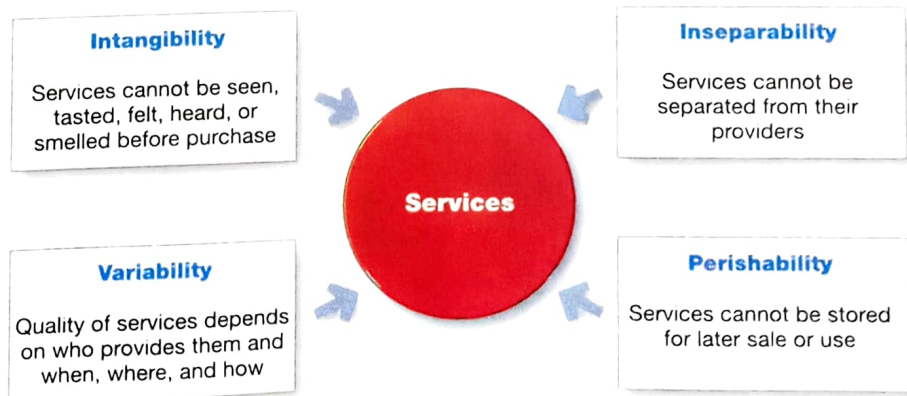 Intangibility
Services cannot be seen,
tasted, felt, heard, or
smelled before purchase
Inseparability
Services cannot be
separated from their
providers
Services
Variability
Quality of services depends
on who provides them and
when, where, and how
Perishability
Services cannot be stored
for later sale or use